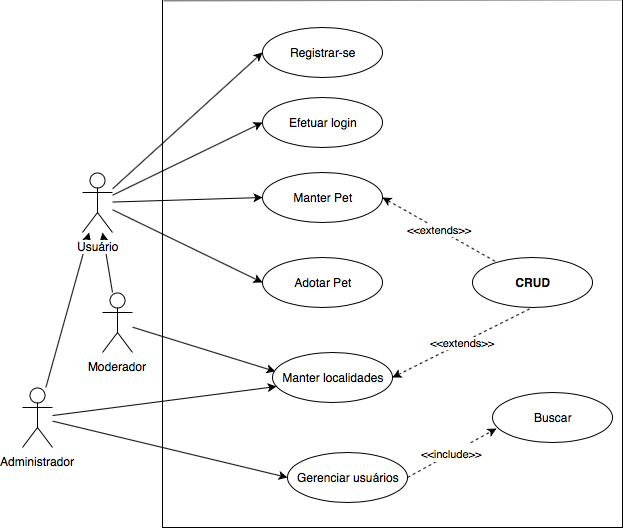 Registrar-se
Efetuar login
Manter Pet
<<extends>>
Usuário
Adotar Pet
CRUD
<<extends>>
Moderador
Manter localidades
Buscar
<<include>>
Administrador
Gerenciar usuários